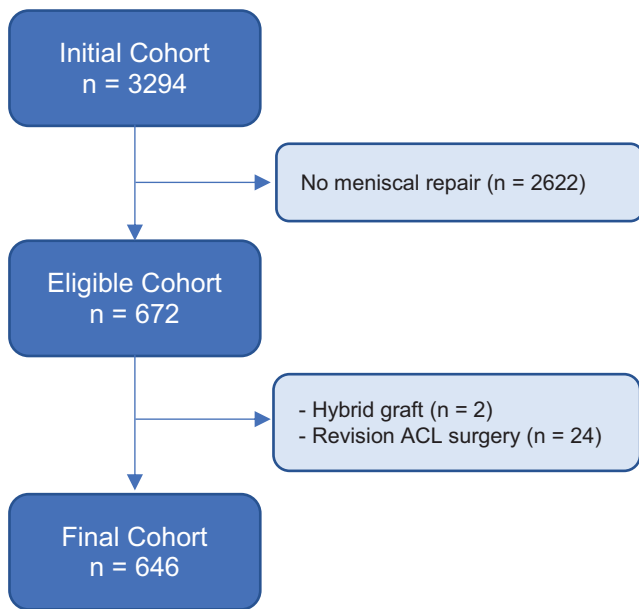 Initial Cohort
n = 3294
No meniscal repair (n = 2622)
Eligible Cohort
n = 672
- Hybrid graft (n = 2)
- Revision ACL surgery (n = 24)
Final Cohort
n = 646